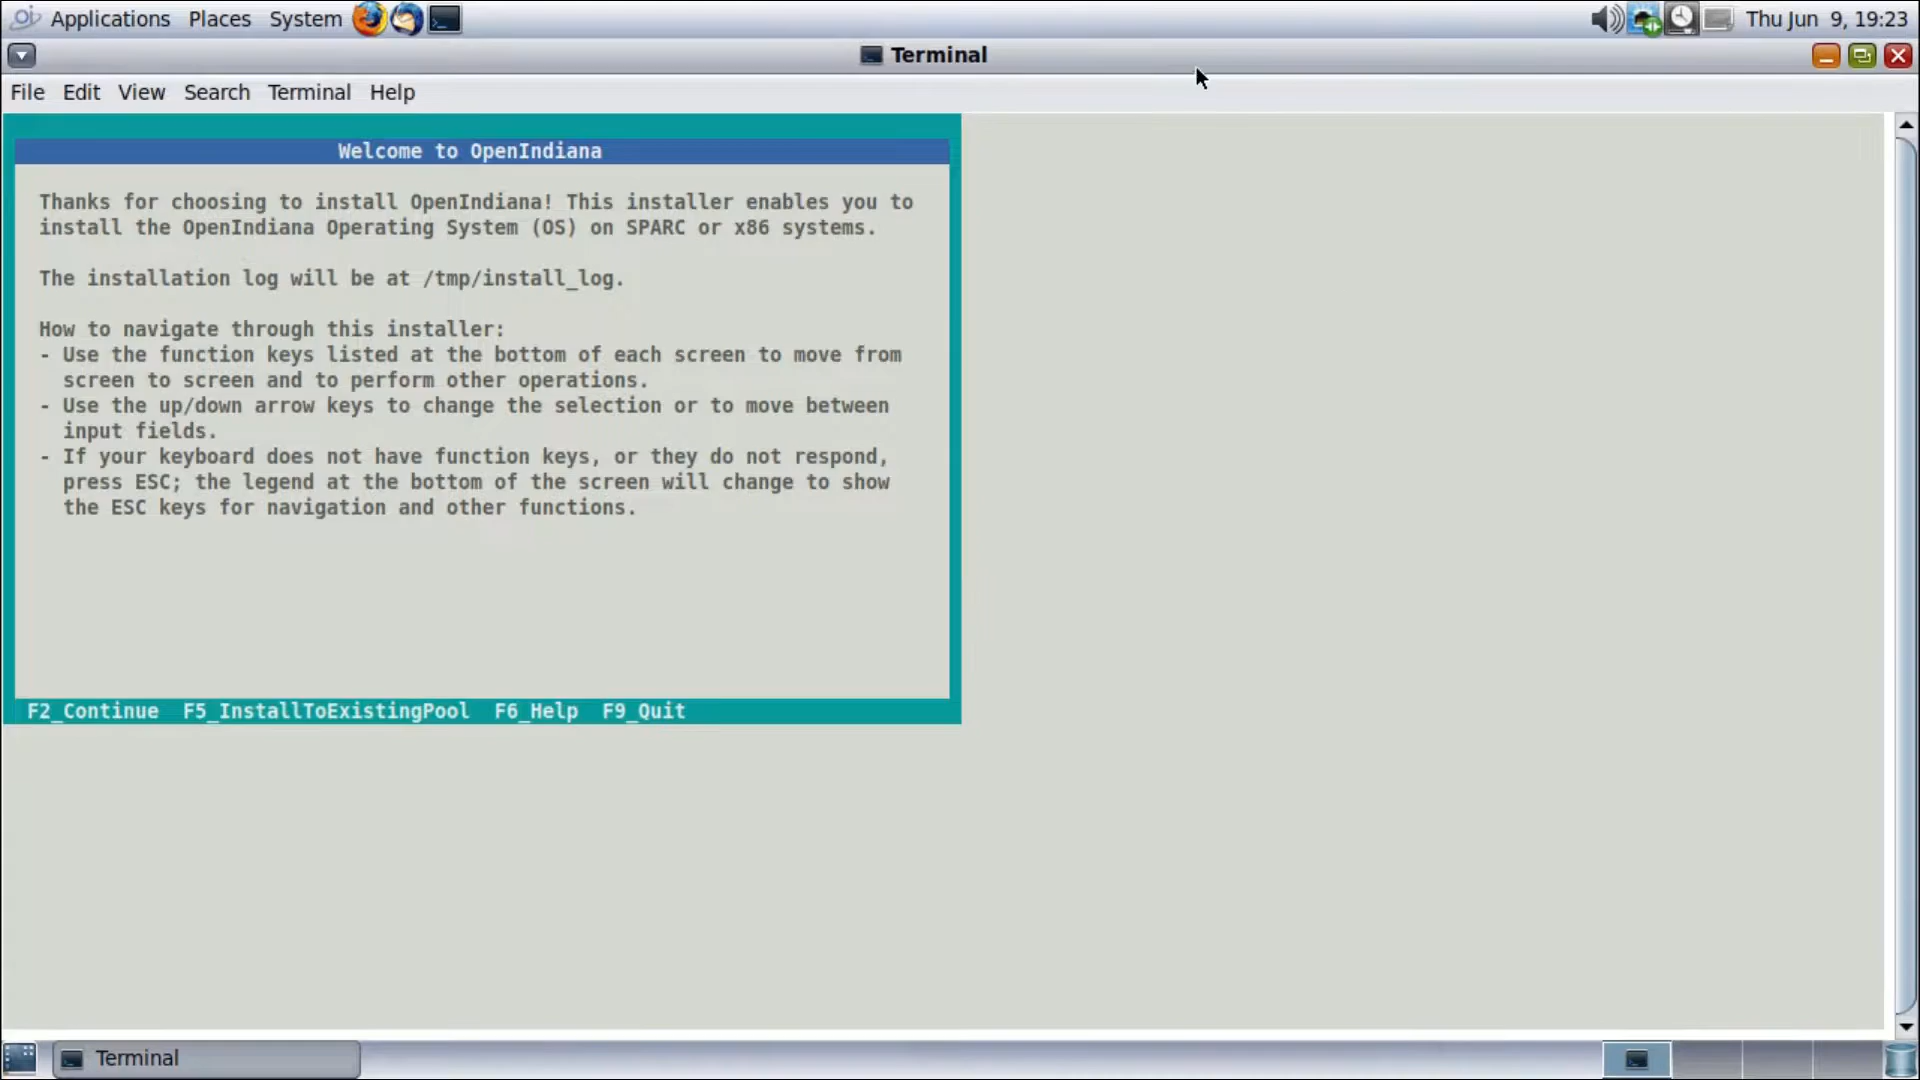 Applications Places System Thu Jun 9, 19:23
Terminal
File Edit View Search Terminal Help
Welcome to OpenIndiana
Thanks for choosing to install OpenIndiana! This installer enables you to
install the OpenIndiana Operating System (OS) on SPARC or x86 systems.
The installation log will be at /tmp/install_log.
How to navigate through this installer:
- Use the function keys listed at the bottom of each screen to move from
screen to screen and to perform other operations.
- Use the up/down arrow keys to change the selection or to move between
input fields.
- If your keyboard does not have function keys, or they do not respond,
press ESC; the legend at the bottom of the screen will change to show
the ESC keys for navigation and other functions.
F2_Continue F5_InstallToExistingPool F6_Help F9_Quit
Terminal